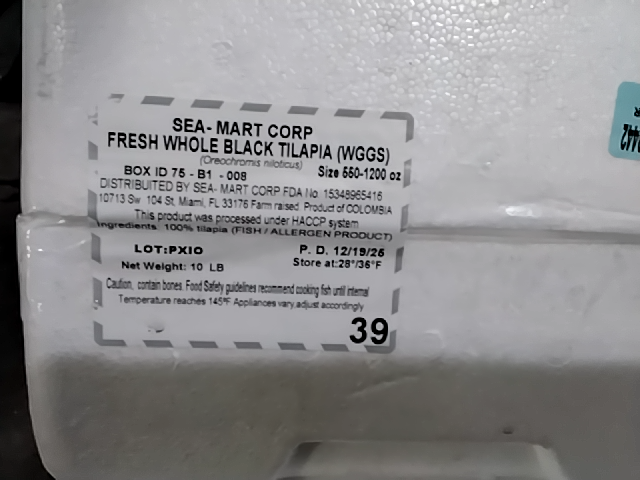 SEA- MART CORP
FRESH WHOLE BLACK TILAPIA (WGGS)
(Oreochromis niloticus)
BOX ID 75 - B1 - 008 Size 550-1200 oz
DISTRIBUTED BY SEA- MART CORP FDA No. 15348965416
10713 Sw 104 St, Miami, FL 33176 Farm raised Product of COLOMBIA
This product was processed under HACCP system
Ingredients: 100% tilapia (FISH / ALLERGEN PRODUCT)
LOT:PX10 P. D. 12/19/25
Net Weight: 10 LB Store at:28°/36°F
Caution, contain bones. Food Safety guidelines recommend cooking fish until internal
Temperature reaches 145°F Appliances vary,adjust accordingly
39